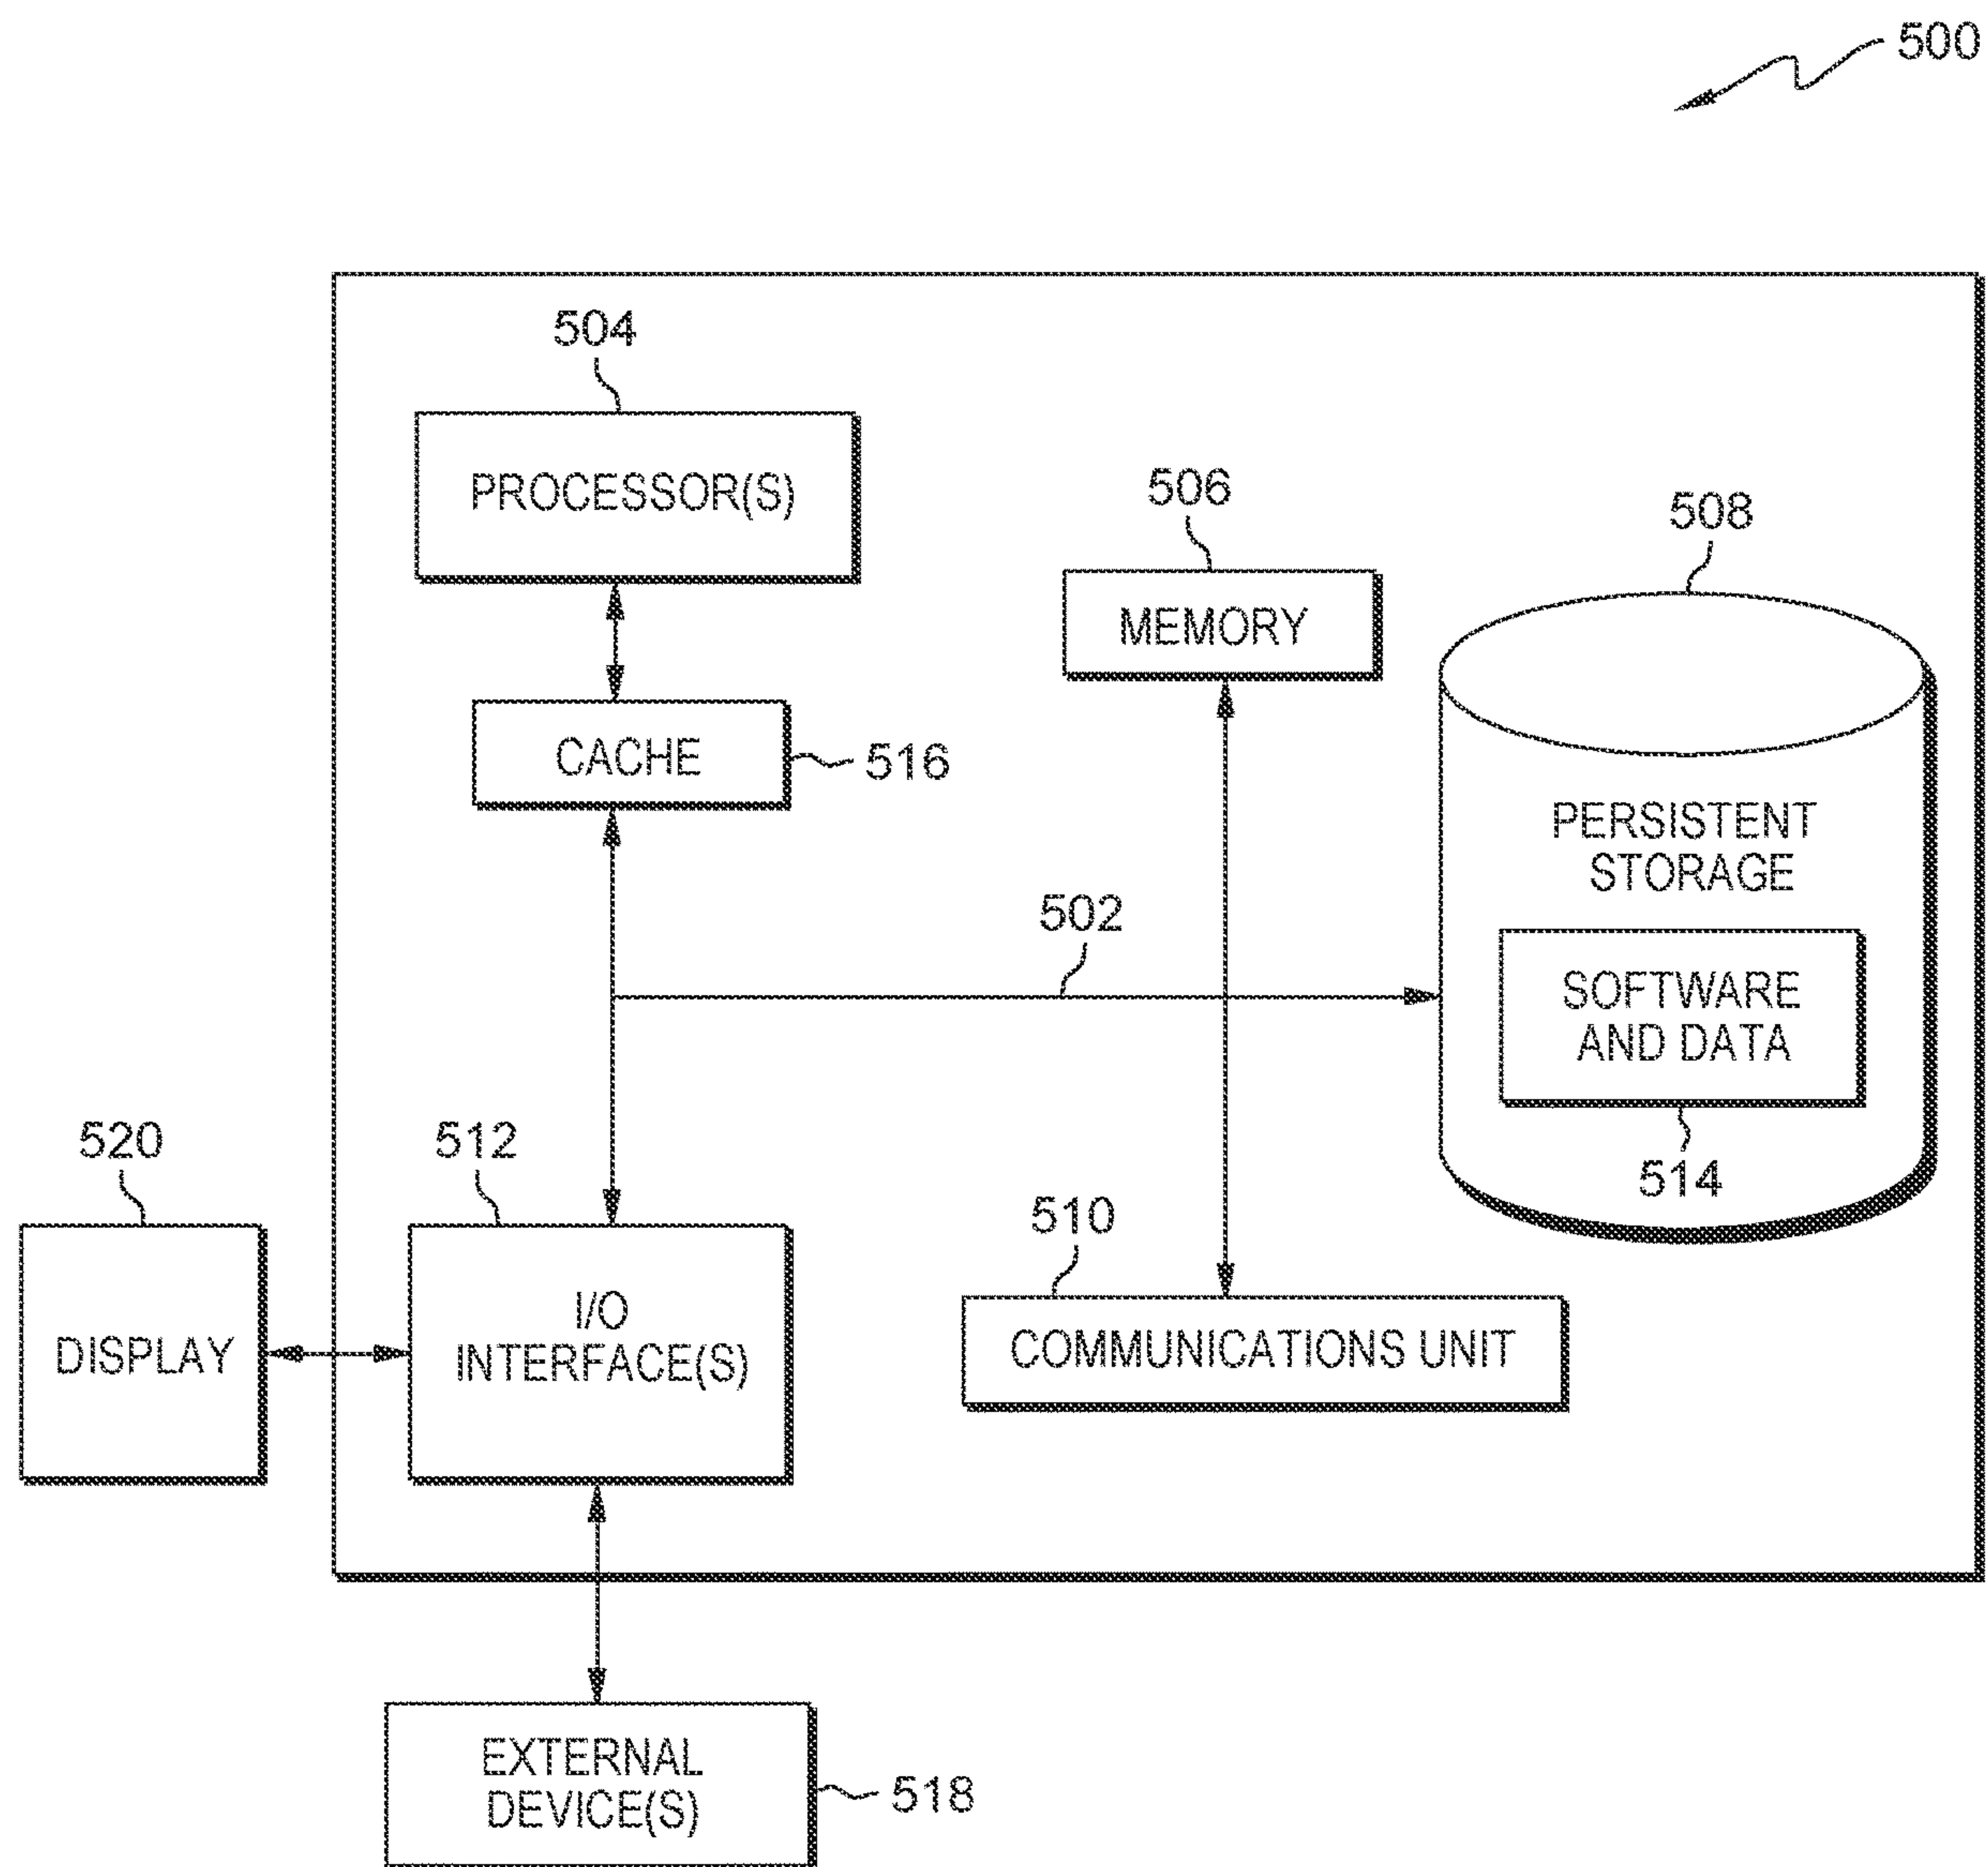 500
504
PROCESSOR(S)
506
508
MEMORY
CACHE
516
PERSISTENT
STORAGE
502
SOFTWARE
AND DATA
514
520
512
510
DISPLAY
I/O
INTERFACE(S)
COMMUNICATIONS UNIT
EXTERNAL
DEVICE(S)
518